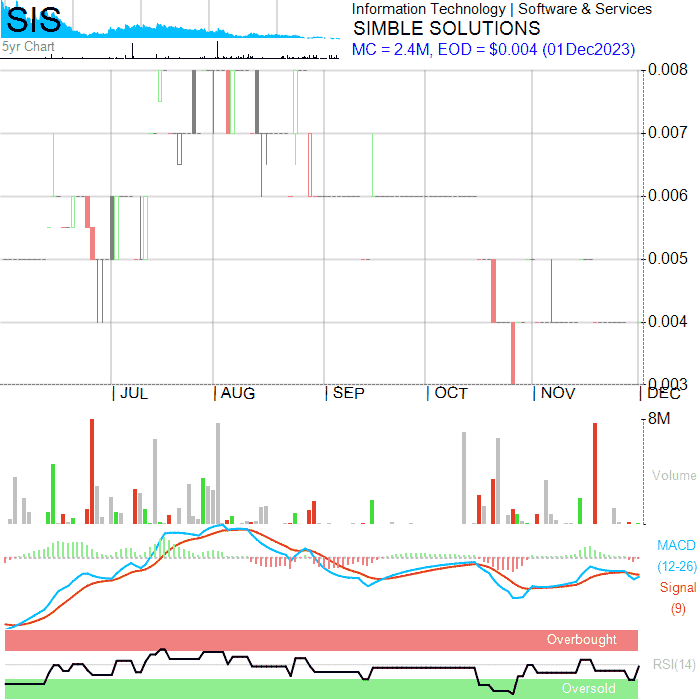 SIS
5yr Chart
Information Technology | Software & Services
SIMBLE SOLUTIONS
MC = 2.4M, EOD = $0.004 (01Dec2023)
0.008
0.007
0.006
0.005
0.004
0.003
| JUL | AUG | SEP | OCT | NOV | DEC
8M
Volume
MACD
(12-26)
Signal
(9)
Overbought
RSI(14)
Oversold